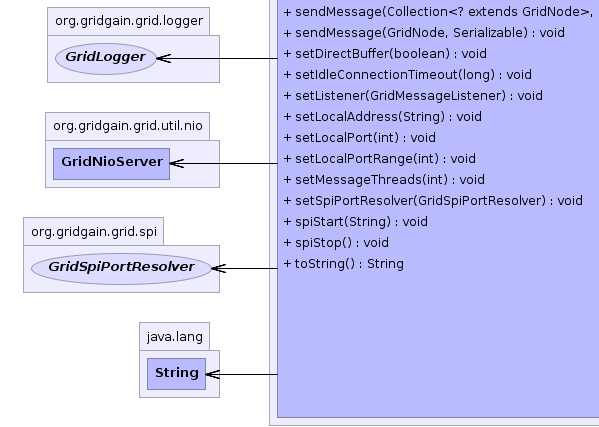 org.gridgain.grid.logger
GridLogger
org.gridgain.grid.util.nio
GridNioServer
org.gridgain.grid.spi
GridSpiPortResolver
java.lang
String
+ sendMessage(Collection<? extends GridNode>,
+ sendMessage(GridNode, Serializable) : void
+ setDirectBuffer(boolean) : void
+ setIdleConnectionTimeout(long) : void
+ setListener(GridMessageListener) : void
+ setLocalAddress(String) : void
+ setLocalPort(int) : void
+ setLocalPortRange(int) : void
+ setMessageThreads(int) : void
+ setSpiPortResolver(GridSpiPortResolver) : void
+ spiStart(String) : void
+ spiStop() : void
+ toString() : String